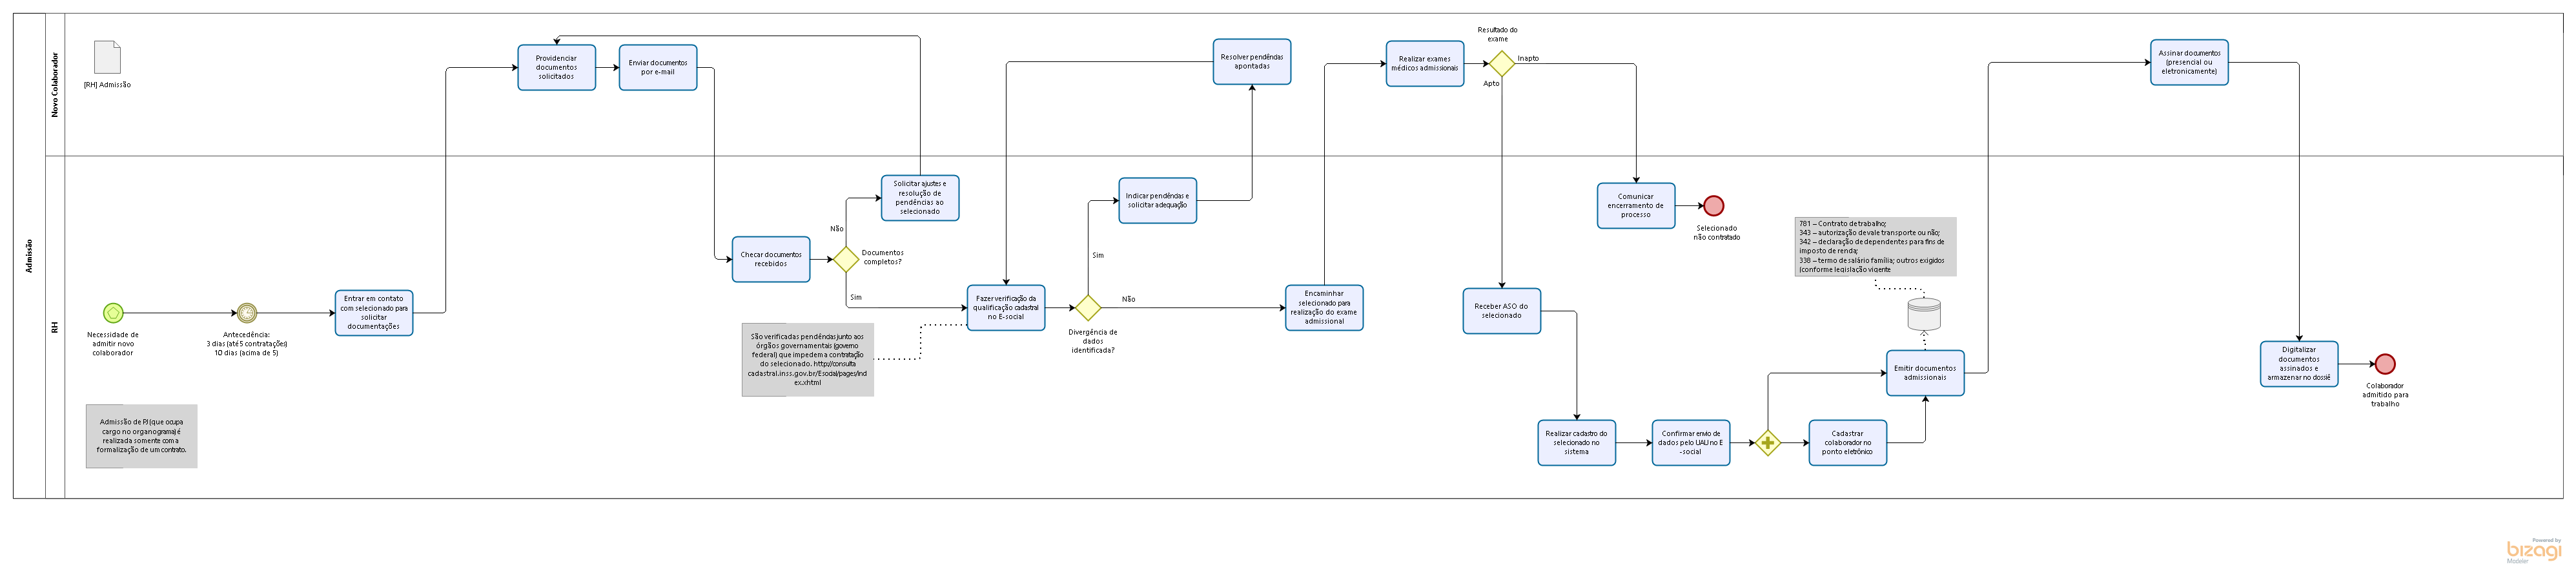 Admissão
Novo Colaborador
RH
[RH] Admissão
Providenciar
documentos
solicitados
Enviar documentos
por e-mail
Resolver pendências
apontadas
Realizar exames
médicos admissionais
Resultado do
exame
Inapto
Apto
Assinar documentos
(presencial ou
eletronicamente)
Necessidade de
admitir novo
colaborador
Antecedência:
3 dias (até 5 contratações)
10 dias (acima de 5)
Entrar em contato
com selecionado para
solicitar
documentações
Checar documentos
recebidos
Documentos
completos?
Não
Sim
Solicitar ajustes e
resolução de
pendências ao
selecionado
Fazer verificação da
qualificação cadastral
no E-social
São verificadas pendências junto aos
órgãos governamentais (governo
federal) que impedem a contratação
do selecionado. http://consulta
cadastral.inss.gov.br/Esocial/pages/ind
ex.xhtml
Divergência de
dados
identificada?
Sim
Não
Indicar pendências e
solicitar adequação
Encaminhar
selecionado para
realização do exame
admissional
Comunicar
encerramento de
processo
Selecionado
não contratado
Receber ASO do
selecionado
Realizar cadastro do
selecionado no
sistema
Confirmar envio de
dados pelo UAU no E
-social
Cadastrar
colaborador no
ponto eletrônico
Emitir documentos
admissionais
781 – Contrato de trabalho;
343 – autorização de vale transporte ou não;
342 – declaração de dependentes para fins de
imposto de renda;
338 – termo de salário família; outros exigidos
(conforme legislação vigente
Digitalizar
documentos
assinados e
armazenar no dossiê
Colaborador
admitido para
trabalho
Admissão de PJ (que ocupa
cargo no organograma) é
realizada somente com a
formalização de um contrato.
Powered by
bizagi
Modeler